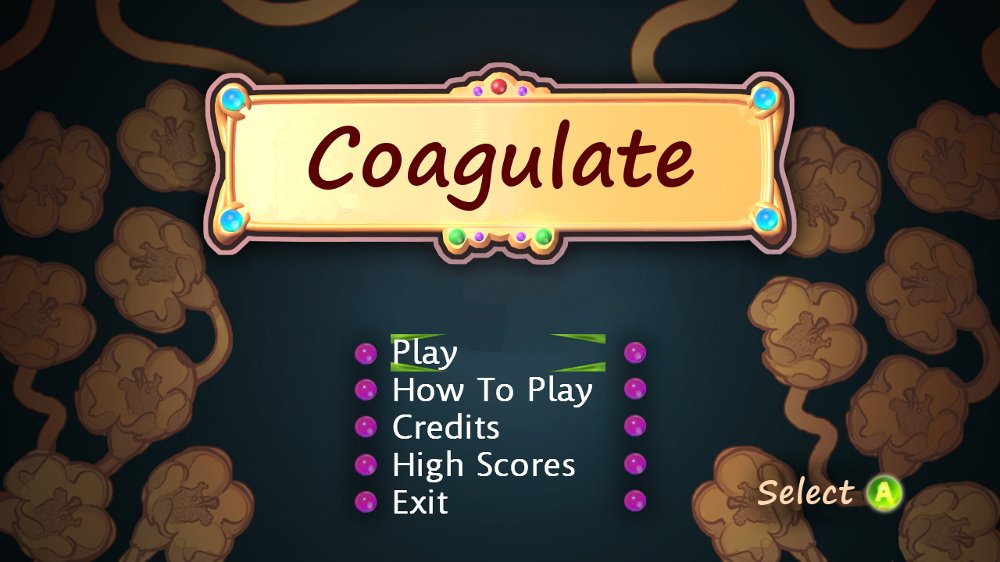 Coagulate
Play
How To Play
Credits
High Scores
Exit
Select A